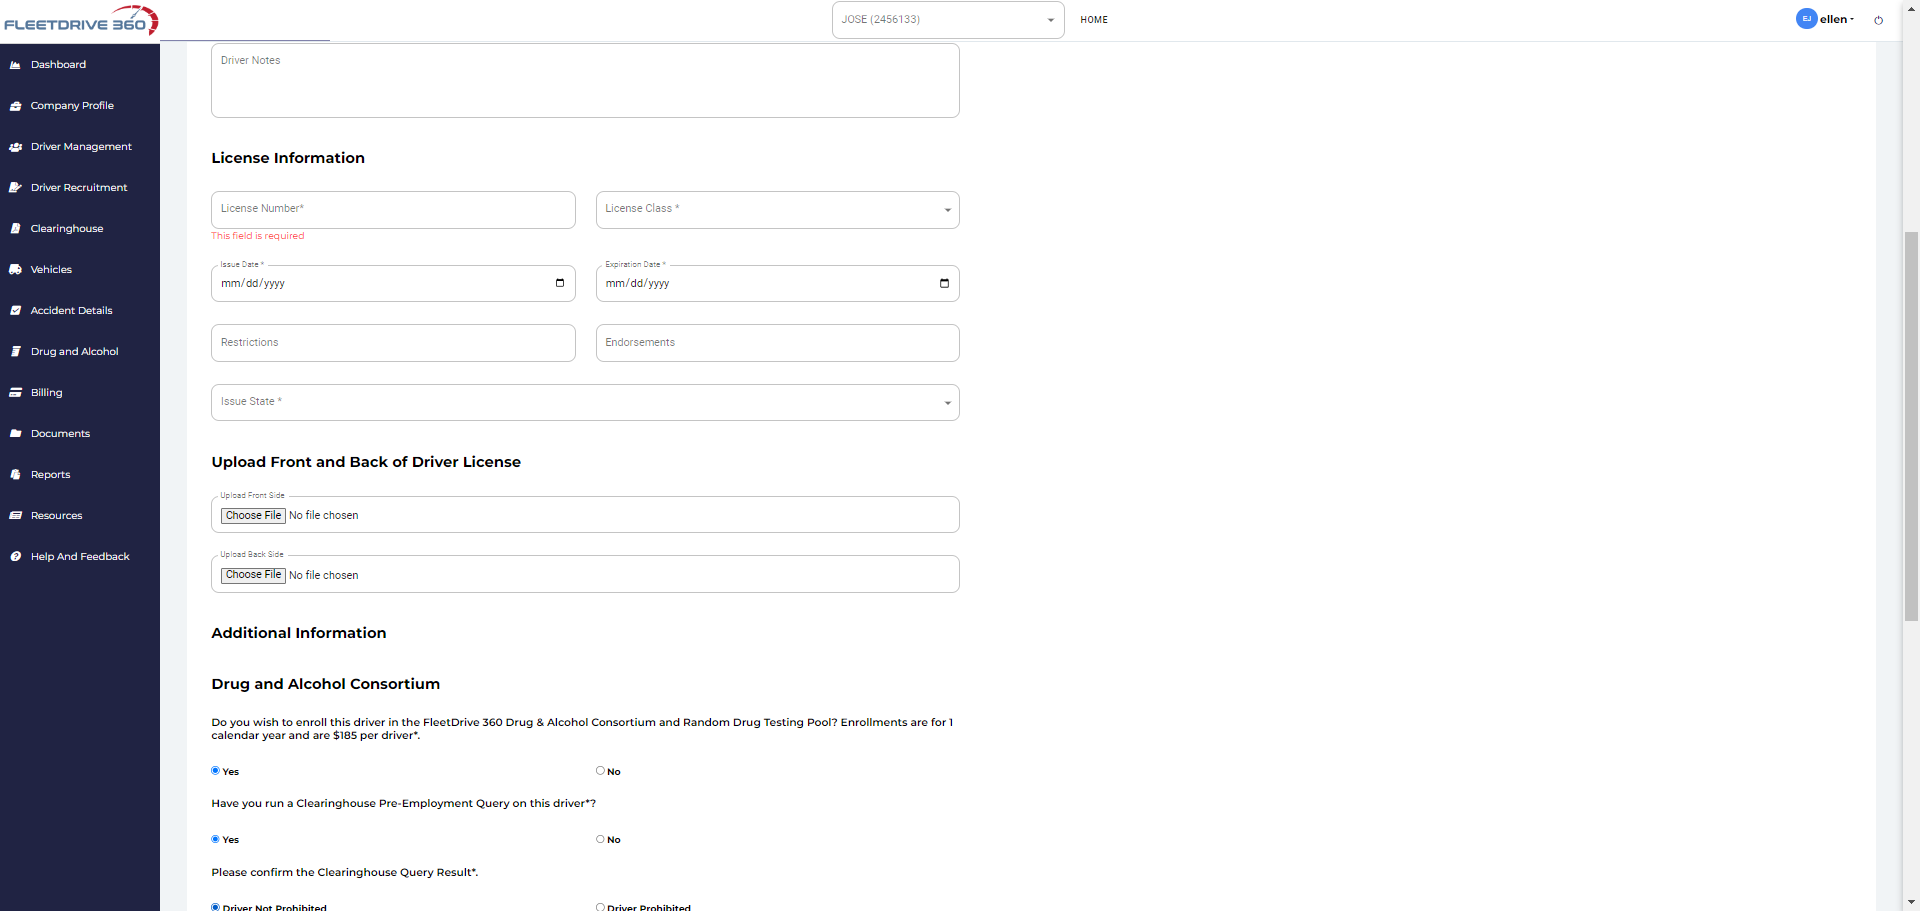 FLEETDRIVE 360
JOSE (2456133)
HOME
EJ
ellen
Dashboard
Company Profile
Driver Management
Driver Recruitment
Clearinghouse
Vehicles
Accident Details
Drug and Alcohol
Billing
Documents
Reports
Resources
Help And Feedback
Driver Notes
License Information
License Number*
License Class *
This field is required
Issue Date *
Expiration Date *
mm/dd/yyyy
mm/dd/yyyy
Restrictions
Endorsements
Issue State *
Upload Front and Back of Driver License
Upload Front Side
Choose File No file chosen
Upload Back Side
Choose File No file chosen
Additional Information
Drug and Alcohol Consortium
Do you wish to enroll this driver in the FleetDrive 360 Drug & Alcohol Consortium and Random Drug Testing Pool? Enrollments are for 1
calendar year and are $185 per driver*.
Yes
No
Have you run a Clearinghouse Pre-Employment Query on this driver*?
Yes
No
Please confirm the Clearinghouse Query Result*.
Driver Not Prohibited
Driver Prohibited